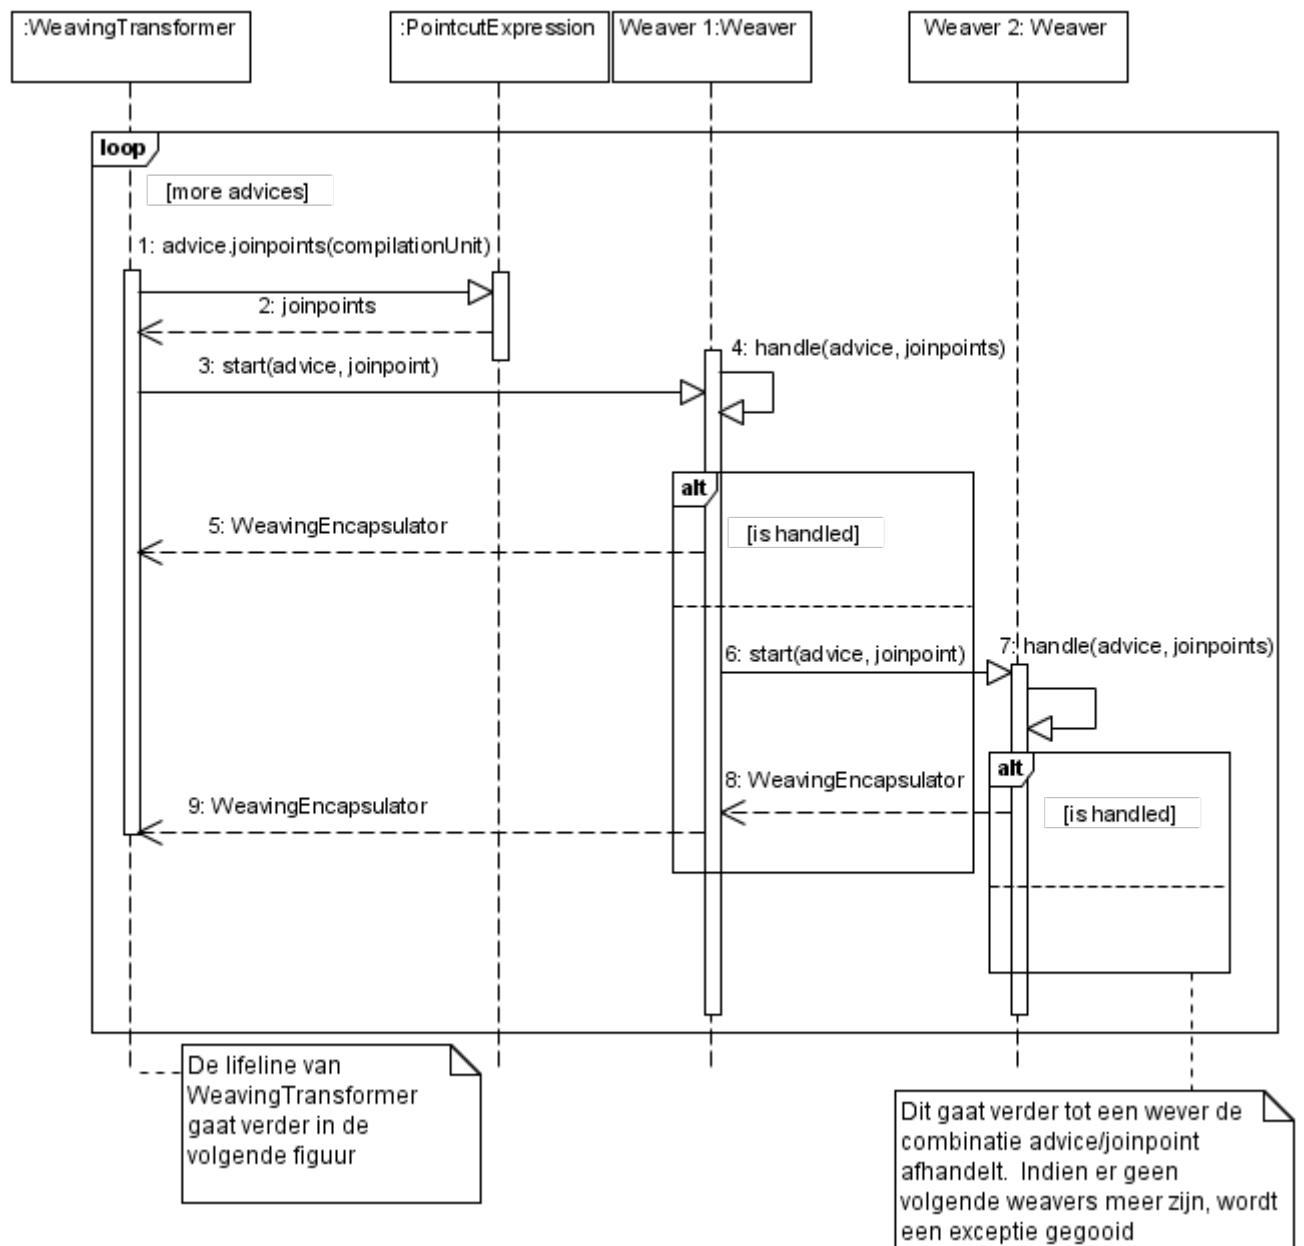 :WeavingTransformer
:PointcutExpression
Weaver 1:Weaver
Weaver 2: Weaver
loop
[more advices]
1: advice.joinpoints(compilationUnit)
2: joinpoints
3: start(advice, joinpoint)
4: handle(advice, joinpoints)
alt
[is handled]
5: WeavingEncapsulator
6: start(advice, joinpoint)
7: handle(advice, joinpoints)
alt
[is handled]
8: WeavingEncapsulator
9: WeavingEncapsulator
De lifeline van
WeavingTransformer
gaat verder in de
volgende figuur
Dit gaat verder tot een wever de
combinatie advice/joinpoint
afhandelt. Indien er geen
volgende weavers meer zijn, wordt
een exceptie gegooid